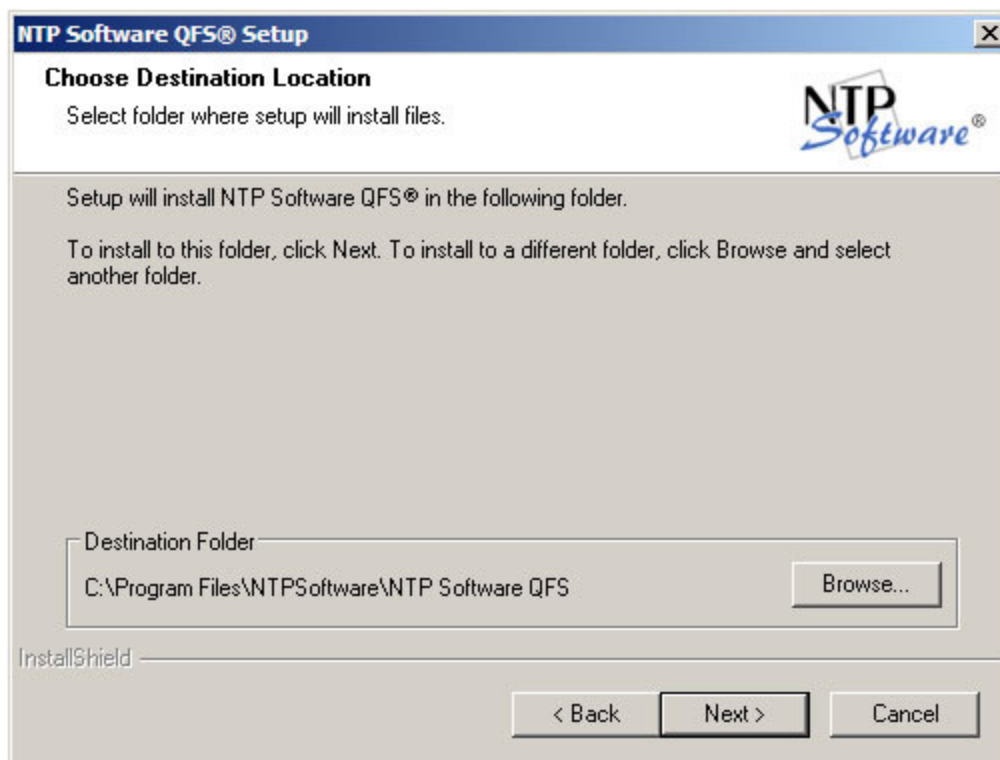 NTP Software QFS® Setup
Choose Destination Location
Select folder where setup will install files.
NTP
Software®
Setup will install NTP Software QFS® in the following folder.
To install to this folder, click Next. To install to a different folder, click Browse and select
another folder.
Destination Folder
C:\Program Files\NTPSoftware\NTP Software QFS
Browse...
InstallShield
< Back
Next >
Cancel